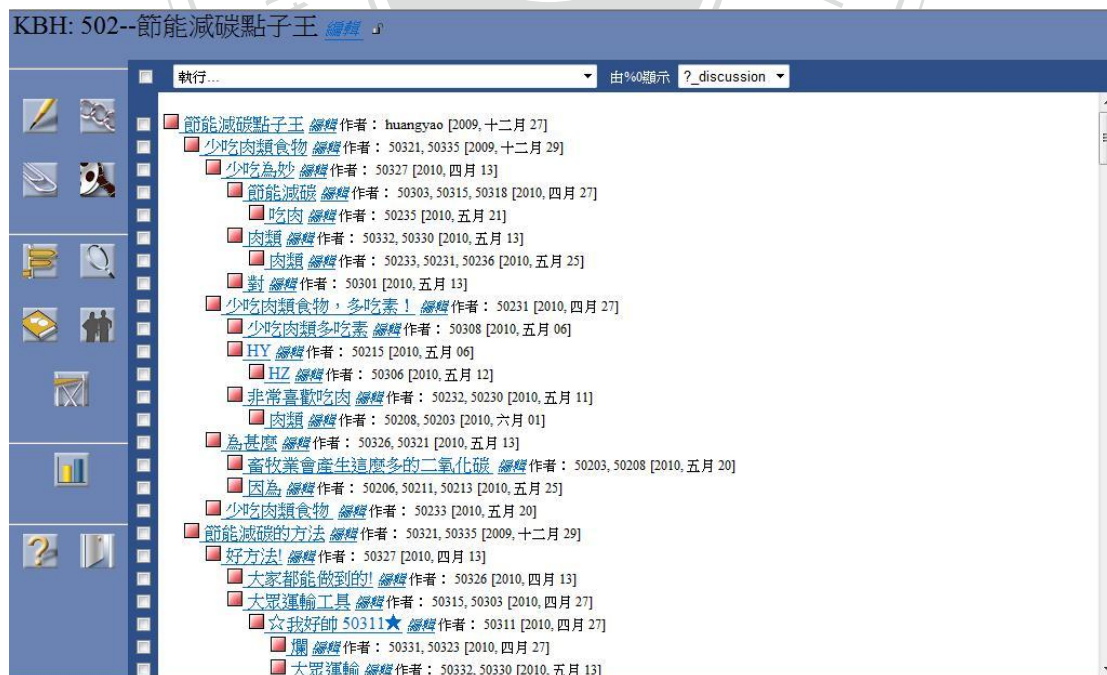 KBH: 502--節能減碳點子王 編輯
執行... 由%0顯示 ?_discussion
節能減碳點子王 編輯 作者： huangyao [2009, 十二月 27]
少吃肉類食物 編輯 作者： 50321, 50335 [2009, 十二月 29]
少吃為妙 編輯 作者： 50327 [2010, 四月 13]
節能減碳 編輯 作者： 50303, 50315, 50318 [2010, 四月 27]
吃肉 編輯 作者： 50235 [2010, 五月 21]
肉類 編輯 作者： 50332, 50330 [2010, 五月 13]
肉類 編輯 作者： 50233, 50231, 50236 [2010, 五月 25]
對 編輯 作者： 50301 [2010, 五月 13]
少吃肉類食物，多吃素！ 編輯 作者： 50231 [2010, 四月 27]
少吃肉類多吃素 編輯 作者： 50308 [2010, 五月 06]
HY 編輯 作者： 50215 [2010, 五月 06]
HZ 編輯 作者： 50306 [2010, 五月 12]
非常喜歡吃肉 編輯 作者： 50232, 50230 [2010, 五月 11]
肉類 編輯 作者： 50208, 50203 [2010, 六月 01]
為甚麼 編輯 作者： 50326, 50321 [2010, 五月 13]
畜牧業會產生這麼多的二氧化碳 編輯 作者： 50203, 50208 [2010, 五月 20]
因為 編輯 作者： 50206, 50211, 50213 [2010, 五月 25]
少吃肉類食物 編輯 作者： 50233 [2010, 五月 20]
節能減碳的方法 編輯 作者： 50321, 50335 [2009, 十二月 29]
好方法! 編輯 作者： 50327 [2010, 四月 13]
大家都能做到的! 編輯 作者： 50326 [2010, 四月 13]
大眾運輸工具 編輯 作者： 50315, 50303 [2010, 四月 27]
☆我好帥 50311★ 編輯 作者： 50311 [2010, 四月 27]
爛 編輯 作者： 50331, 50323 [2010, 四月 27]
大眾運輸 編輯 作者： 50332, 50330 [2010, 五月 13]